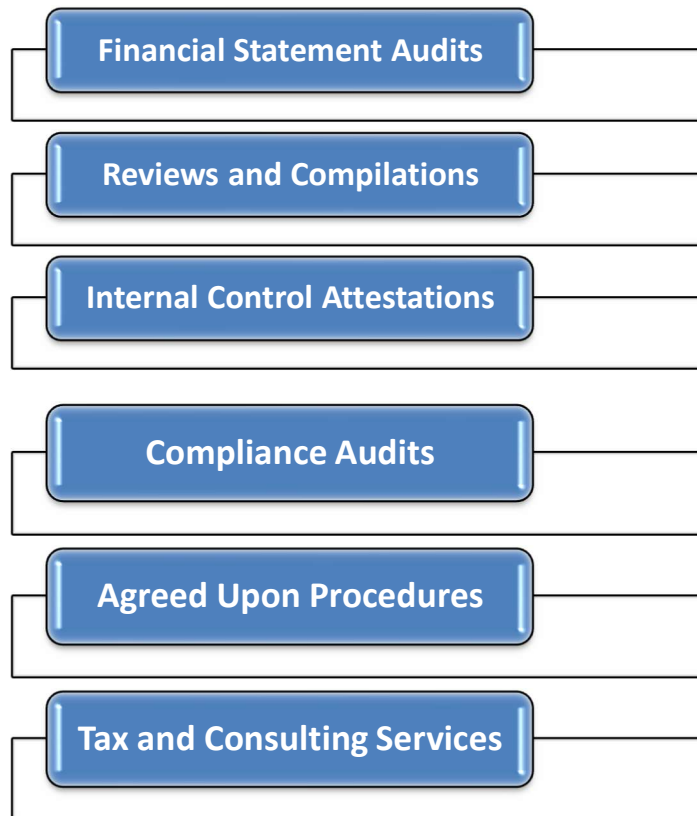 Financial Statement Audits
Reviews and Compilations
Internal Control Attestations
Compliance Audits
Agreed Upon Procedures
Tax and Consulting Services